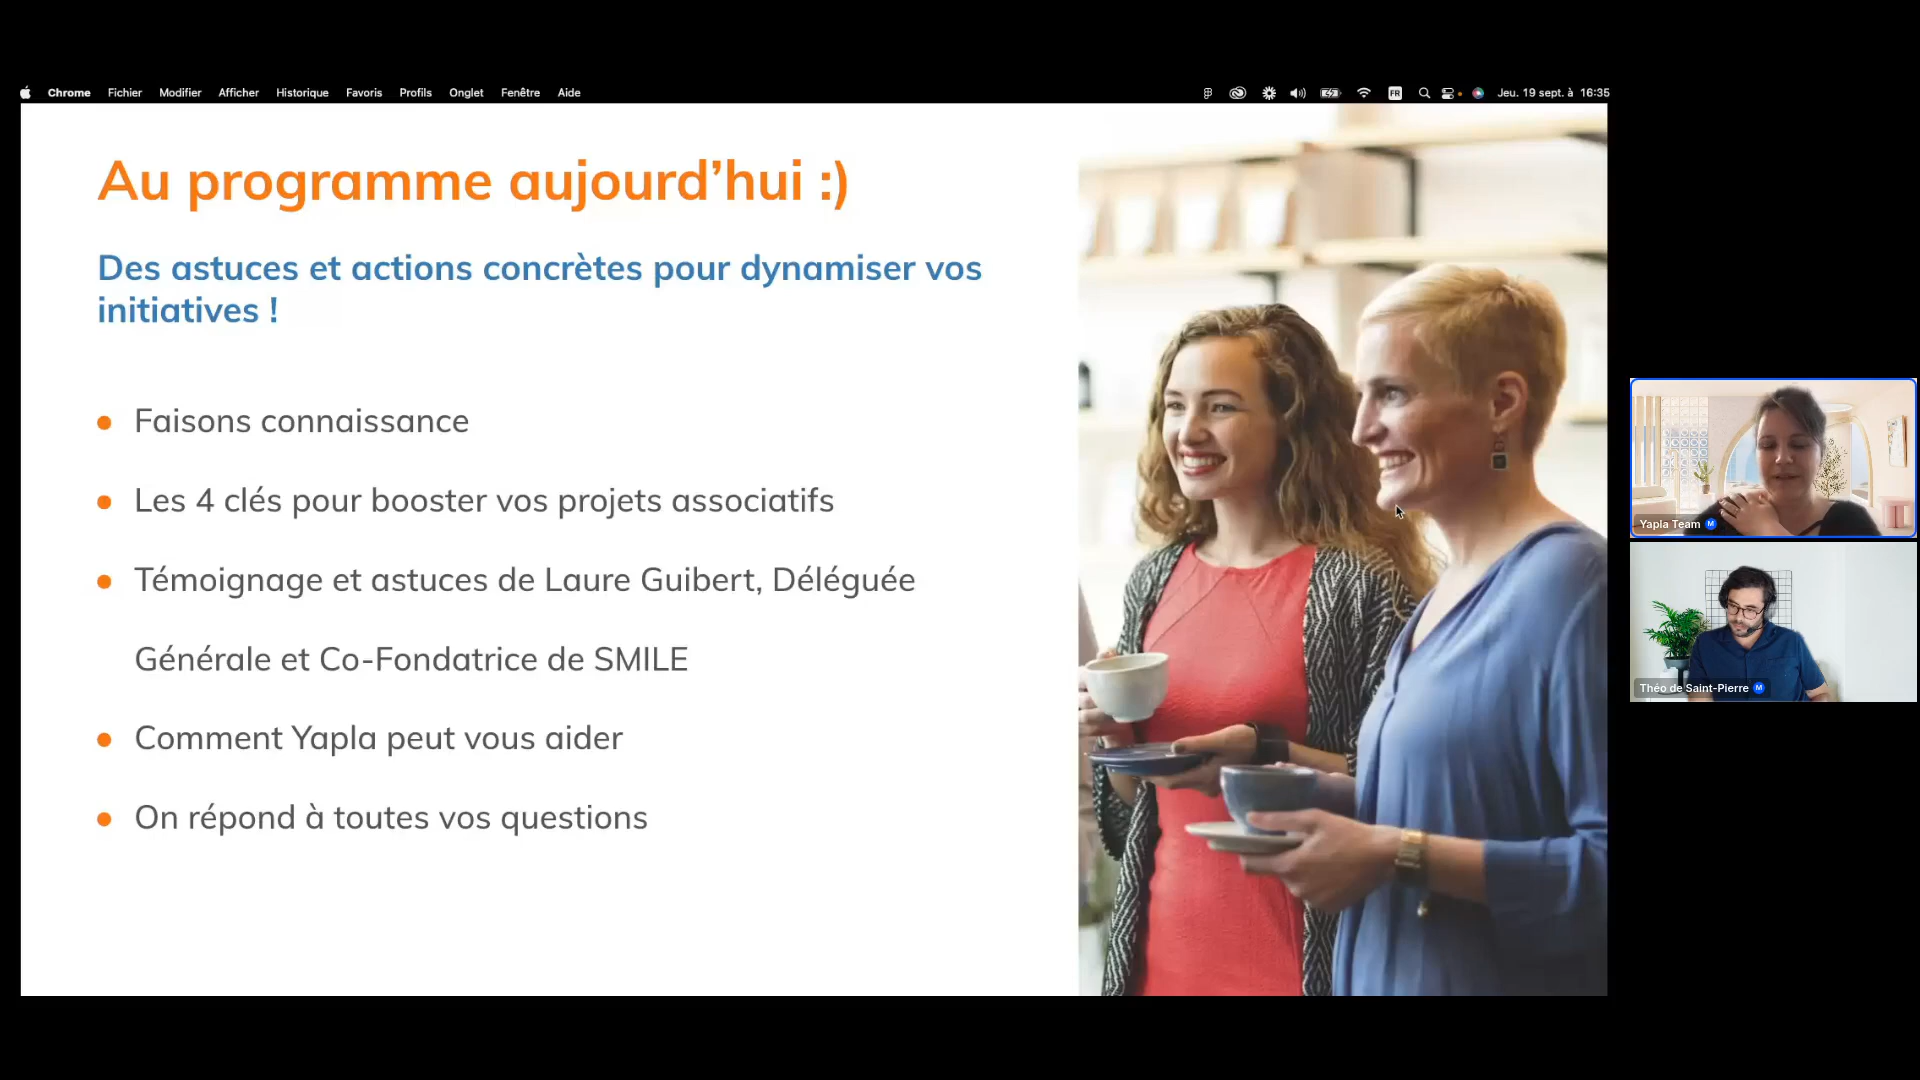 Chrome Fichier Modifier Afficher Historique Favoris Profils Onglet Fenêtre Aide
FR
Jeu. 19 sept. à 16:35
Au programme aujourd’hui :)
Des astuces et actions concrètes pour dynamiser vos
initiatives !
Faisons connaissance
Les 4 clés pour booster vos projets associatifs
Témoignage et astuces de Laure Guibert, Déléguée
Générale et Co-Fondatrice de SMILE
Comment Yapla peut vous aider
On répond à toutes vos questions
Yapla Team M
Théo de Saint-Pierre M